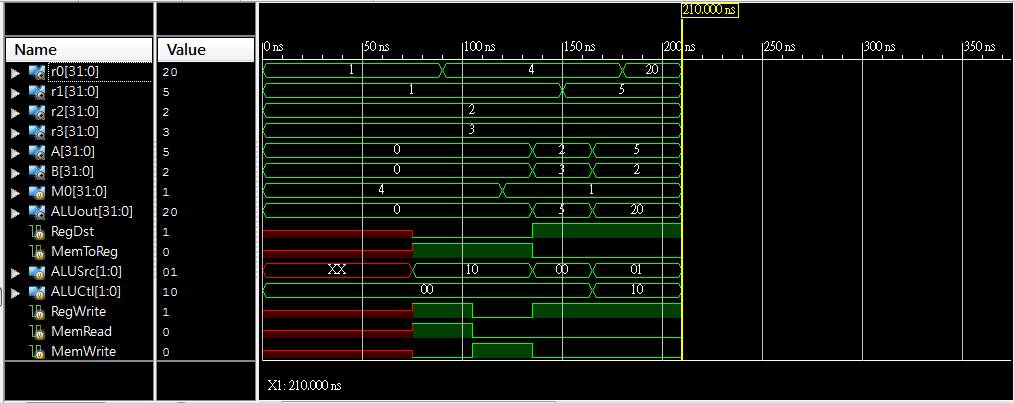 210.000 ns
Name Value
0 ns 50 ns 100 ns 150 ns 200 ns 250 ns 300 ns 350 ns
r0[31:0] 20 1 4 20
r1[31:0] 5 1 5
r2[31:0] 2 2
r3[31:0] 3 3
A[31:0] 5 0 2 5
B[31:0] 2 0 3 2
M0[31:0] 1 4 1
ALUout[31:0] 20 0 5 20
RegDst 1
MemToReg 0
ALUSrc[1:0] 01 XX 10 00 01
ALUCtl[1:0] 10 00 10
RegWrite 1
MemRead 0
MemWrite 0
X1: 210.000 ns